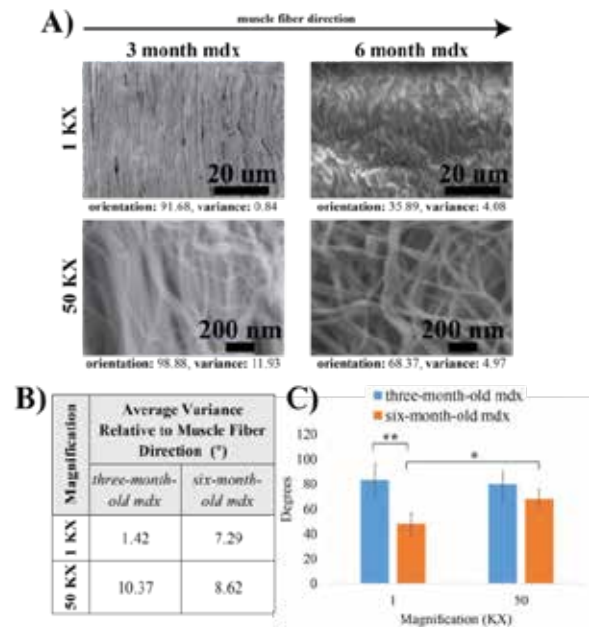 A)
muscle fiber direction
3 month mdx
6 month mdx
1 KX
20 um
20 um
orientation: 91.68, variance: 0.84
orientation: 35.89, variance: 4.08
50 KX
200 nm
200 nm
orientation: 98.88, variance: 11.93
orientation: 68.37, variance: 4.97
B)
Magnification
Average Variance
Relative to Muscle Fiber
Direction (°)
three-month-
old mdx
six-month-
old mdx
1 KX
1.42
7.29
50 KX
10.37
8.62
C)
three-month-old mdx
six-month-old mdx
Degrees
120
100
80
60
40
20
0
**
*
1
50
Magnification (KX)